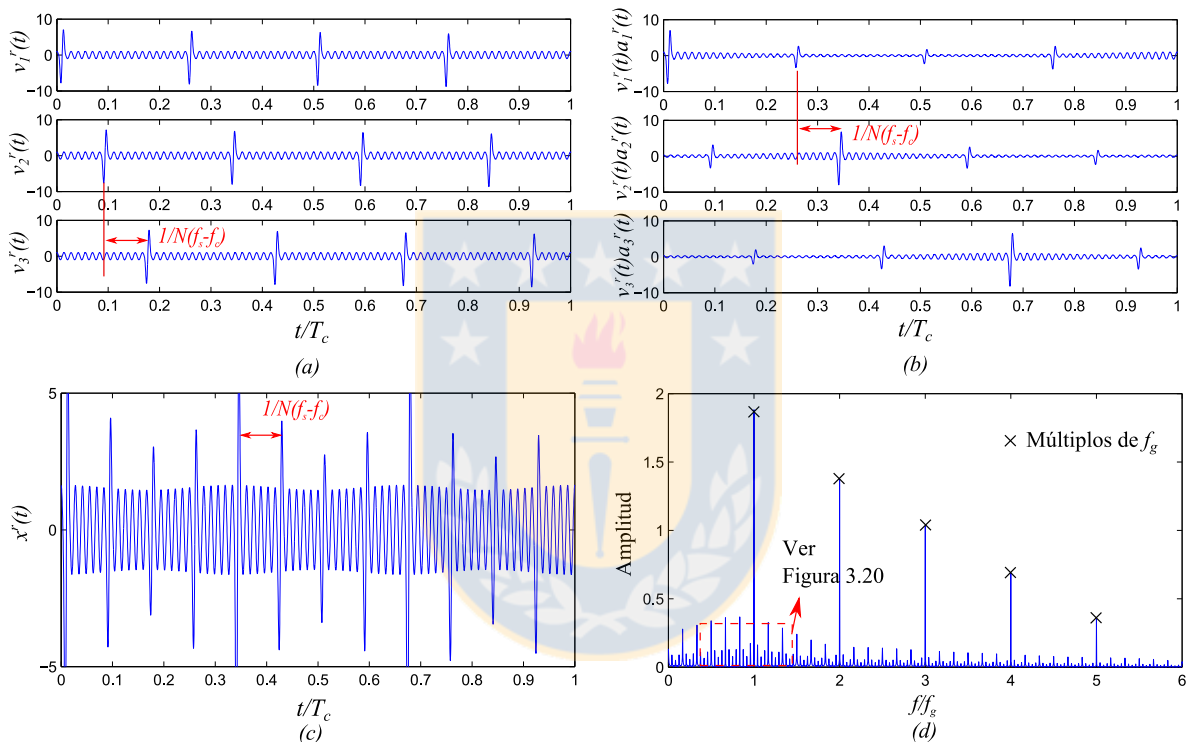 v₁ʳ(t)
10
0
−10
0 0.1 0.2 0.3 0.4 0.5 0.6 0.7 0.8 0.9 1
v₂ʳ(t)
10
0
−10
0 0.1 0.2 0.3 0.4 0.5 0.6 0.7 0.8 0.9 1
v₃ʳ(t)
10
0
−10
1/N(fₛ-f꜀)
0 0.1 0.2 0.3 0.4 0.5 0.6 0.7 0.8 0.9 1
t/T꜀
(a)
v₁ʳ(t)a₁ʳ(t)
10
0
−10
0 0.1 0.2 0.3 0.4 0.5 0.6 0.7 0.8 0.9 1
v₂ʳ(t)a₂ʳ(t)
10
0
−10
1/N(fₛ-f꜀)
0 0.1 0.2 0.3 0.4 0.5 0.6 0.7 0.8 0.9 1
v₃ʳ(t)a₃ʳ(t)
10
0
−10
0 0.1 0.2 0.3 0.4 0.5 0.6 0.7 0.8 0.9 1
t/T꜀
(b)
xʳ(t)
5
0
−5
1/N(fₛ-f꜀)
0 0.1 0.2 0.3 0.4 0.5 0.6 0.7 0.8 0.9 1
t/T꜀
(c)
Amplitud
2
1.5
1
0.5
0
× Múltiplos de f_g
Ver
Figura 3.20
0 1 2 3 4 5 6
f/f_g
(d)